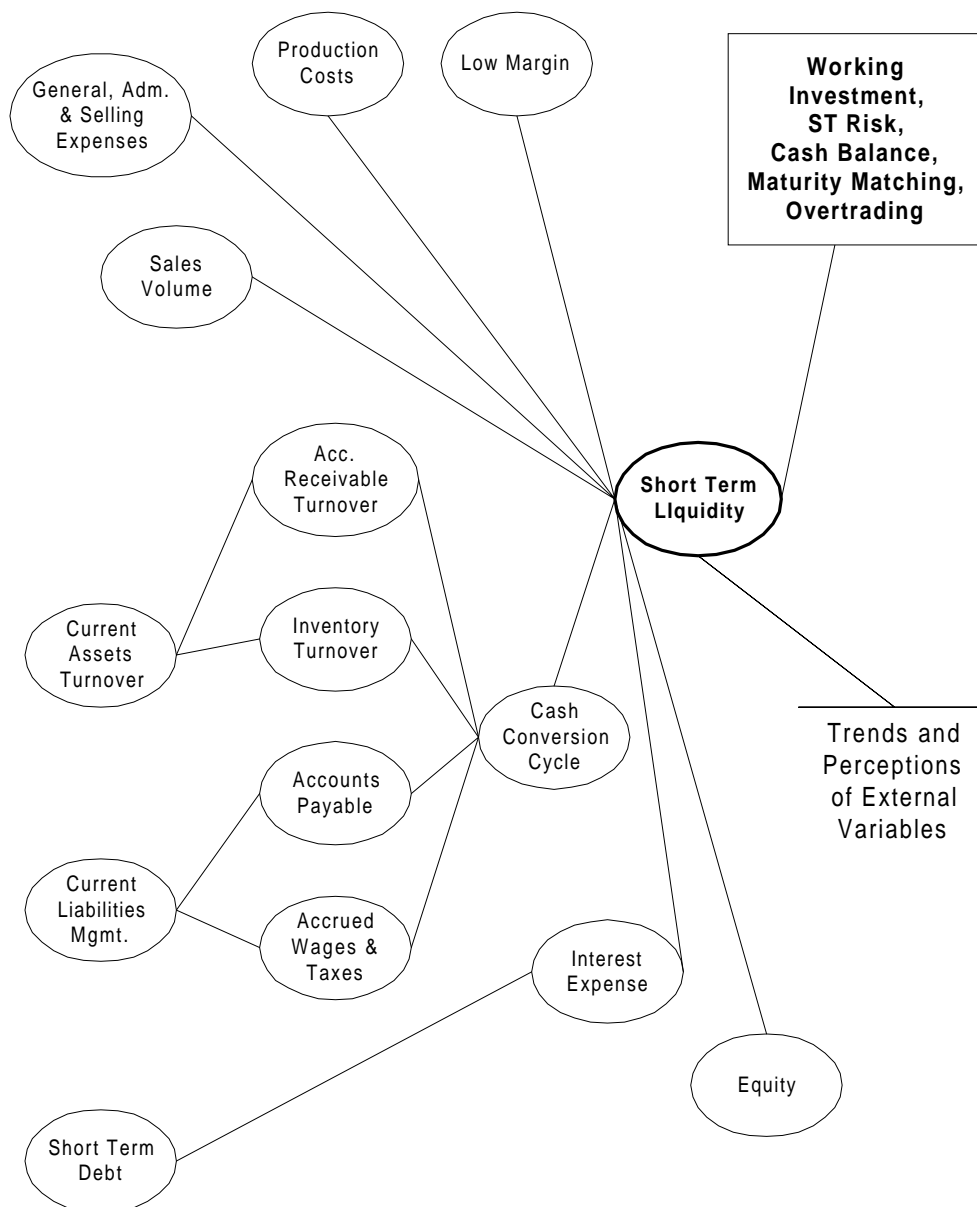 Production
Costs
Low Margin
General, Adm.
& Selling
Expenses
Working
Investment,
ST Risk,
Cash Balance,
Maturity Matching,
Overtrading
Sales
Volume
Acc.
Receivable
Turnover
Short Term
LIquidity
Current
Assets
Turnover
Inventory
Turnover
Cash
Conversion
Cycle
Trends and
Perceptions
of External
Variables
Accounts
Payable
Current
Liabilities
Mgmt.
Accrued
Wages &
Taxes
Interest
Expense
Equity
Short Term
Debt